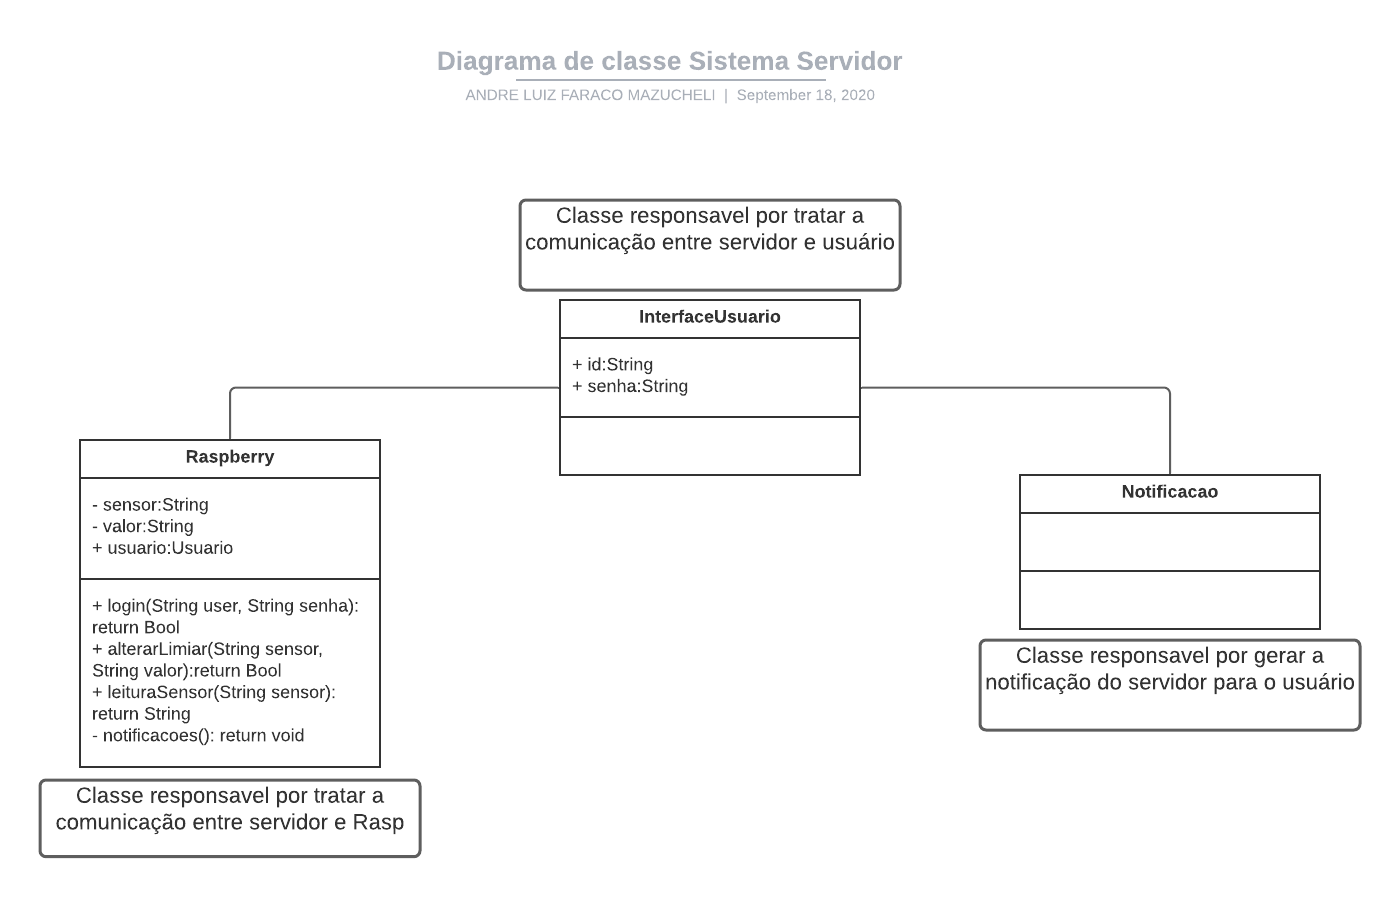 Diagrama de classe Sistema Servidor
ANDRE LUIZ FARACO MAZUCHELI | September 18, 2020
Classe responsavel por tratar a
comunicação entre servidor e usuário
InterfaceUsuario
+ id:String
+ senha:String
Raspberry
- sensor:String
- valor:String
+ usuario:Usuario
+ login(String user, String senha):
return Bool
+ alterarLimiar(String sensor,
String valor):return Bool
+ leituraSensor(String sensor):
return String
- notificacoes(): return void
Classe responsavel por tratar a
comunicação entre servidor e Rasp
Notificacao
Classe responsavel por gerar a
notificação do servidor para o usuário